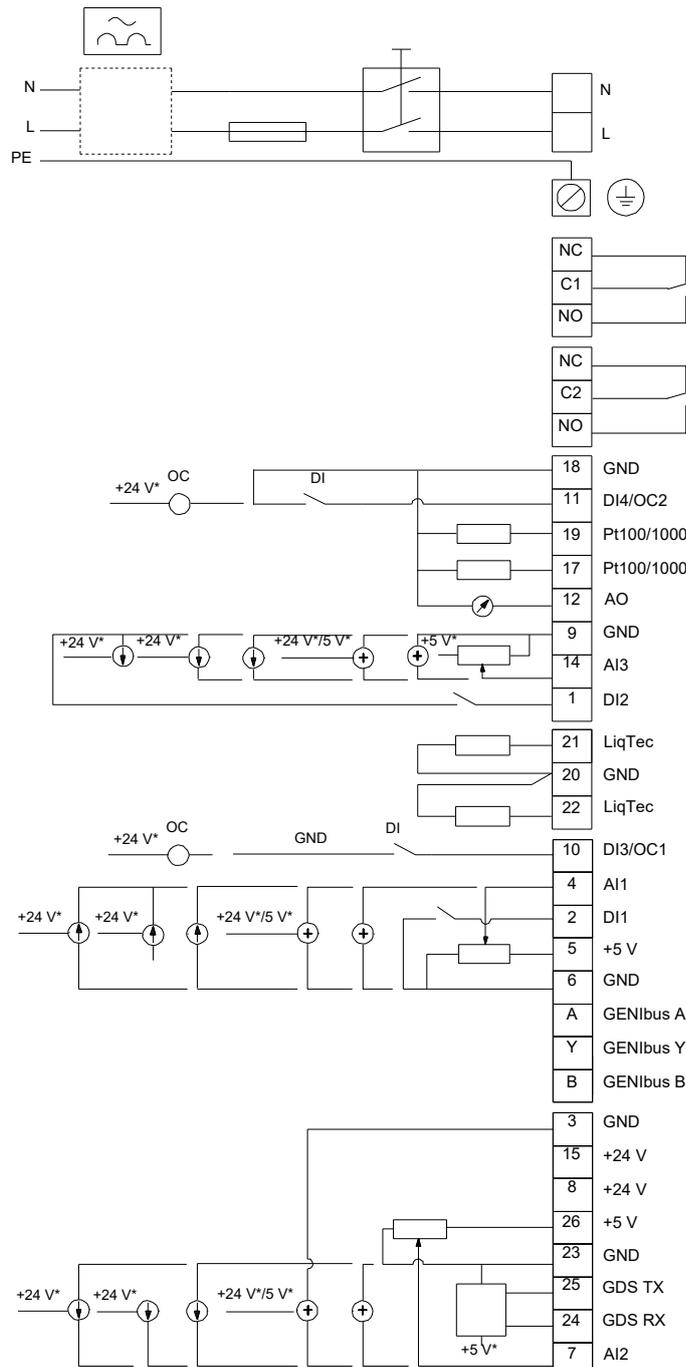 N N
L L
PE
NC
C1
NO
NC
C2
NO
18 GND
+24 V* OC DI 11 DI4/OC2
19 Pt100/1000
17 Pt100/1000
12 AO
9 GND
+24 V* +24 V* +24 V*/5 V* +5 V*
14 AI3
1 DI2
21 LiqTec
20 GND
22 LiqTec
+24 V* OC GND DI 10 DI3/OC1
4 AI1
+24 V* +24 V* +24 V*/5 V* 2 DI1
5 +5 V
6 GND
A GENIbus A
Y GENIbus Y
B GENIbus B
3 GND
15 +24 V
8 +24 V
26 +5 V
23 GND
+24 V* +24 V* +24 V*/5 V* 25 GDS TX
24 GDS RX
+5 V* 7 AI2